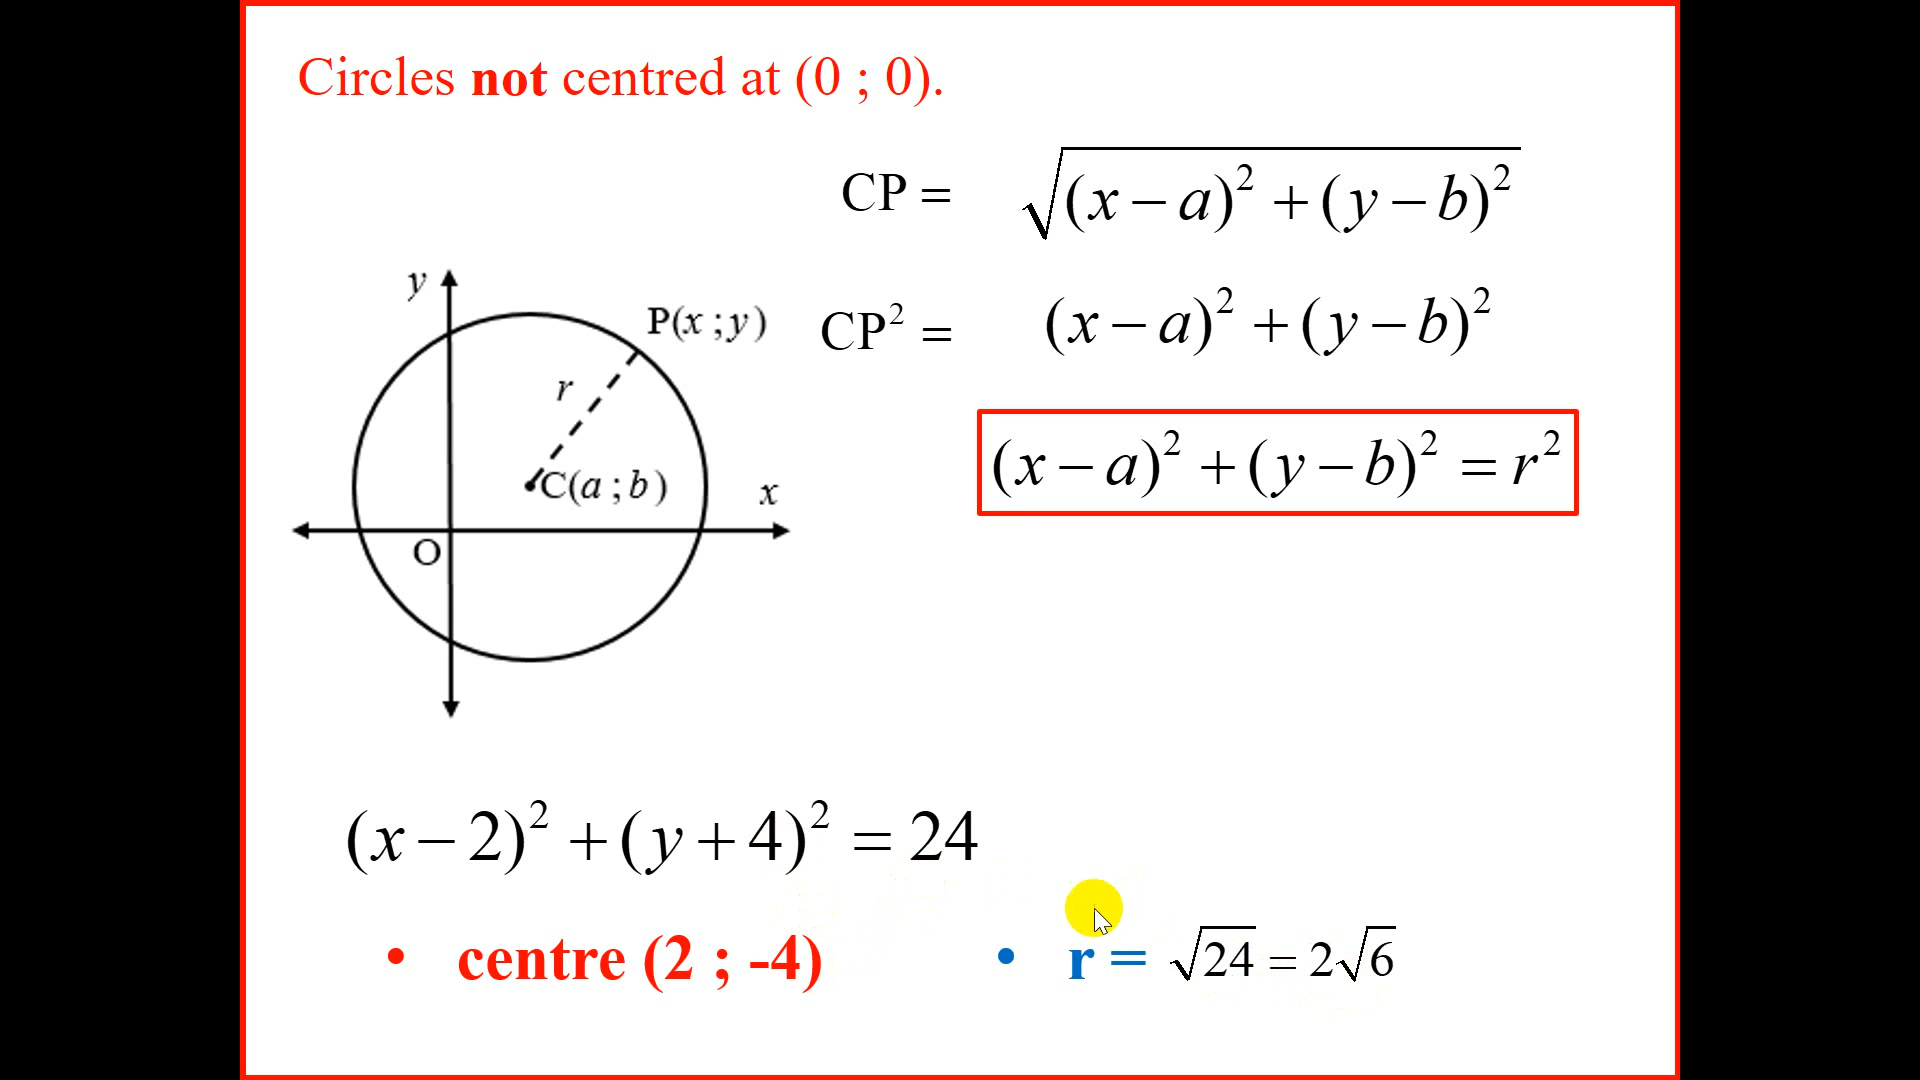 Circles not centred at (0 ; 0).
CP = √(x − a)² + (y − b)²
y
P(x ; y)
CP² = (x − a)² + (y − b)²
r
(x − a)² + (y − b)² = r²
C(a ; b)
x
O
(x − 2)² + (y + 4)² = 24
• centre (2 ; -4)
• r = √24 = 2√6